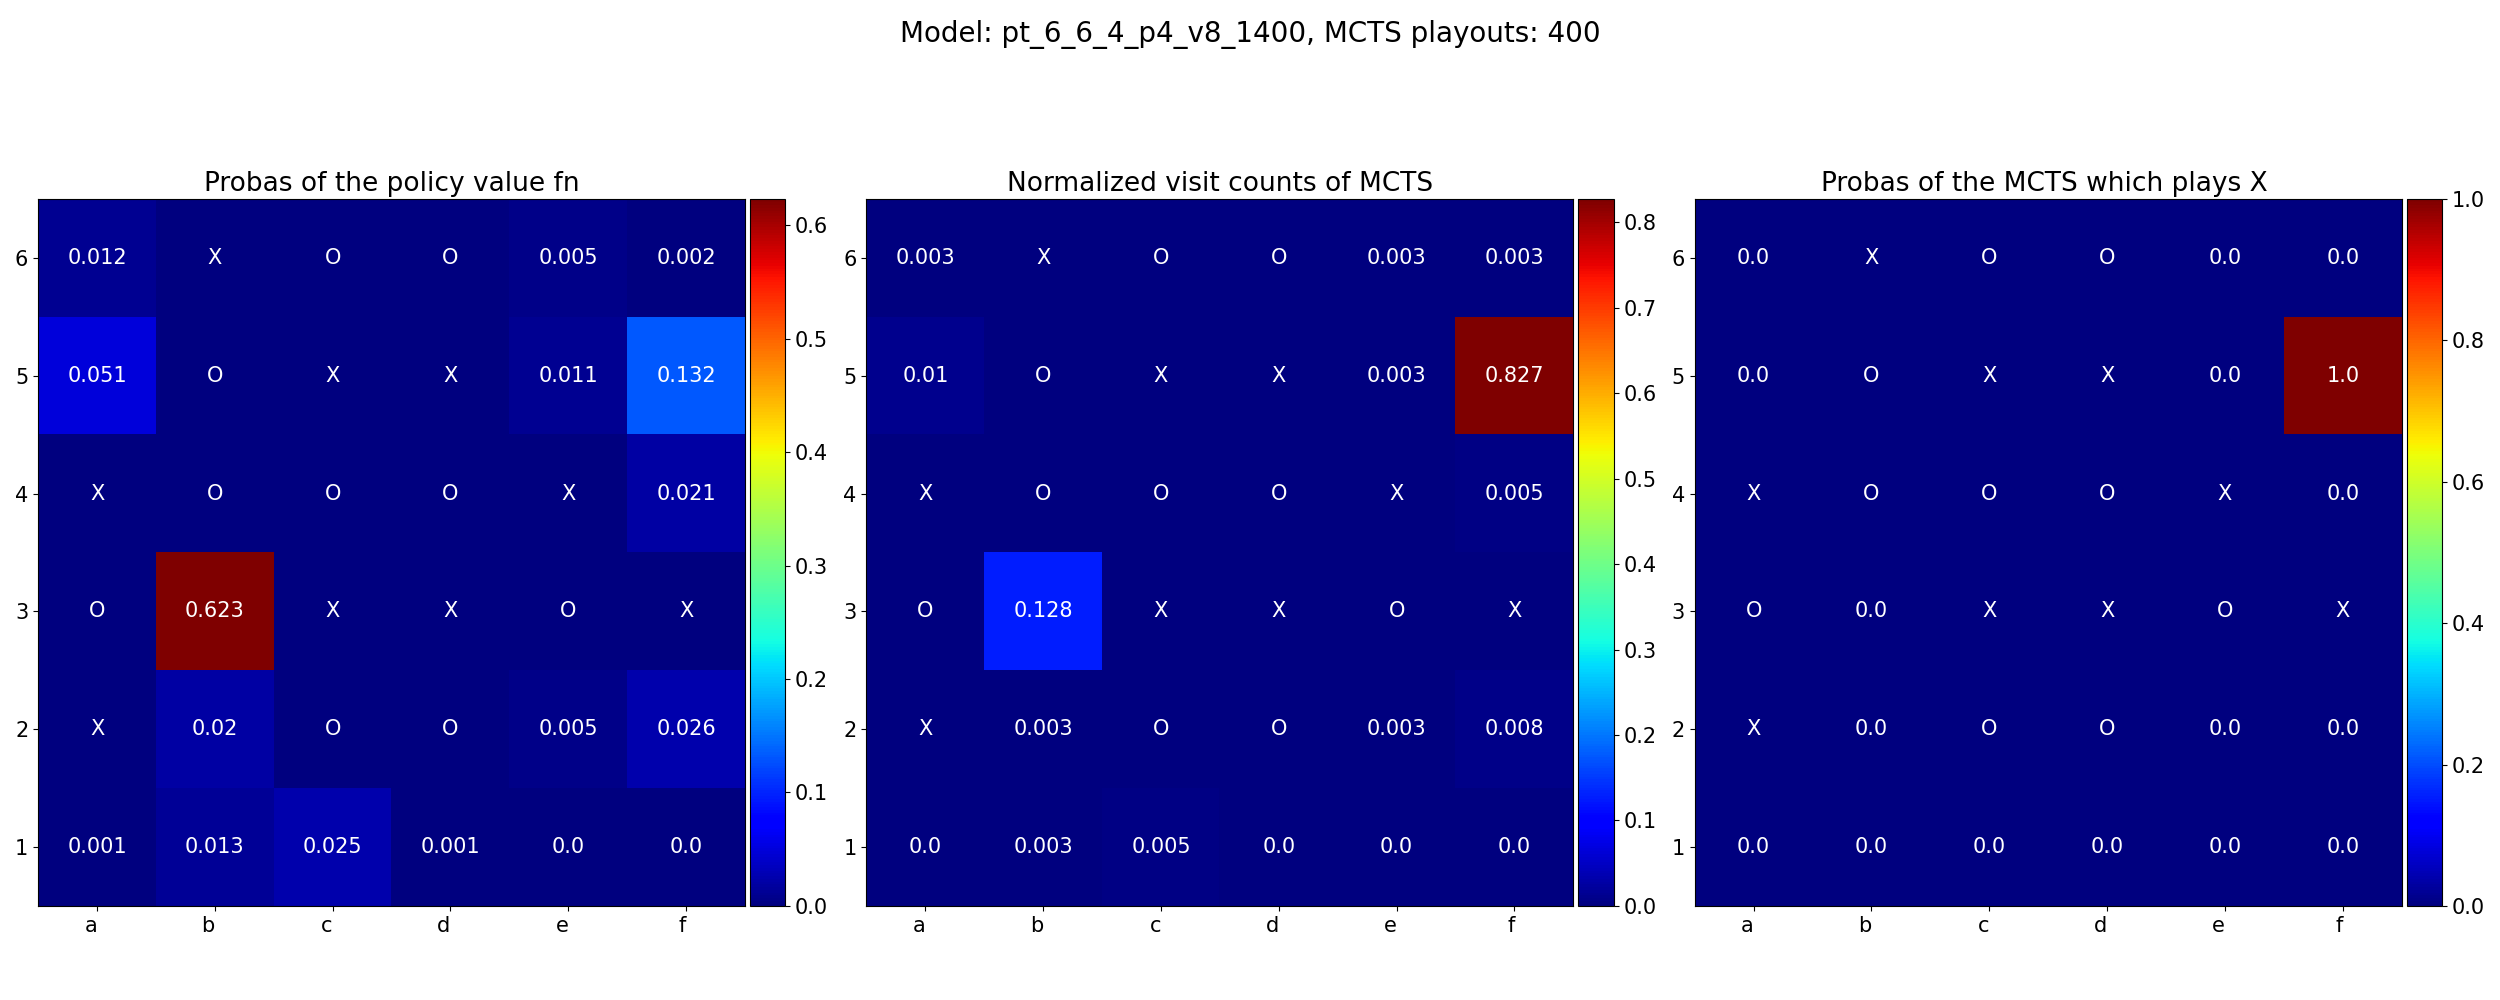 Model: pt_6_6_4_p4_v8_1400, MCTS playouts: 400
Probas of the policy value fn
6 0.012 X O O 0.005 0.002
5 0.051 O X X 0.011 0.132
4 X O O O X 0.021
3 O 0.623 X X O X
2 X 0.02 O O 0.005 0.026
1 0.001 0.013 0.025 0.001 0.0 0.0
a b c d e f
0.6
0.5
0.4
0.3
0.2
0.1
0.0
Normalized visit counts of MCTS
6 0.003 X O O 0.003 0.003
5 0.01 O X X 0.003 0.827
4 X O O O X 0.005
3 O 0.128 X X O X
2 X 0.003 O O 0.003 0.008
1 0.0 0.003 0.005 0.0 0.0 0.0
a b c d e f
0.8
0.7
0.6
0.5
0.4
0.3
0.2
0.1
0.0
Probas of the MCTS which plays X
6 0.0 X O O 0.0 0.0
5 0.0 O X X 0.0 1.0
4 X O O O X 0.0
3 O 0.0 X X O X
2 X 0.0 O O 0.0 0.0
1 0.0 0.0 0.0 0.0 0.0 0.0
a b c d e f
1.0
0.8
0.6
0.4
0.2
0.0